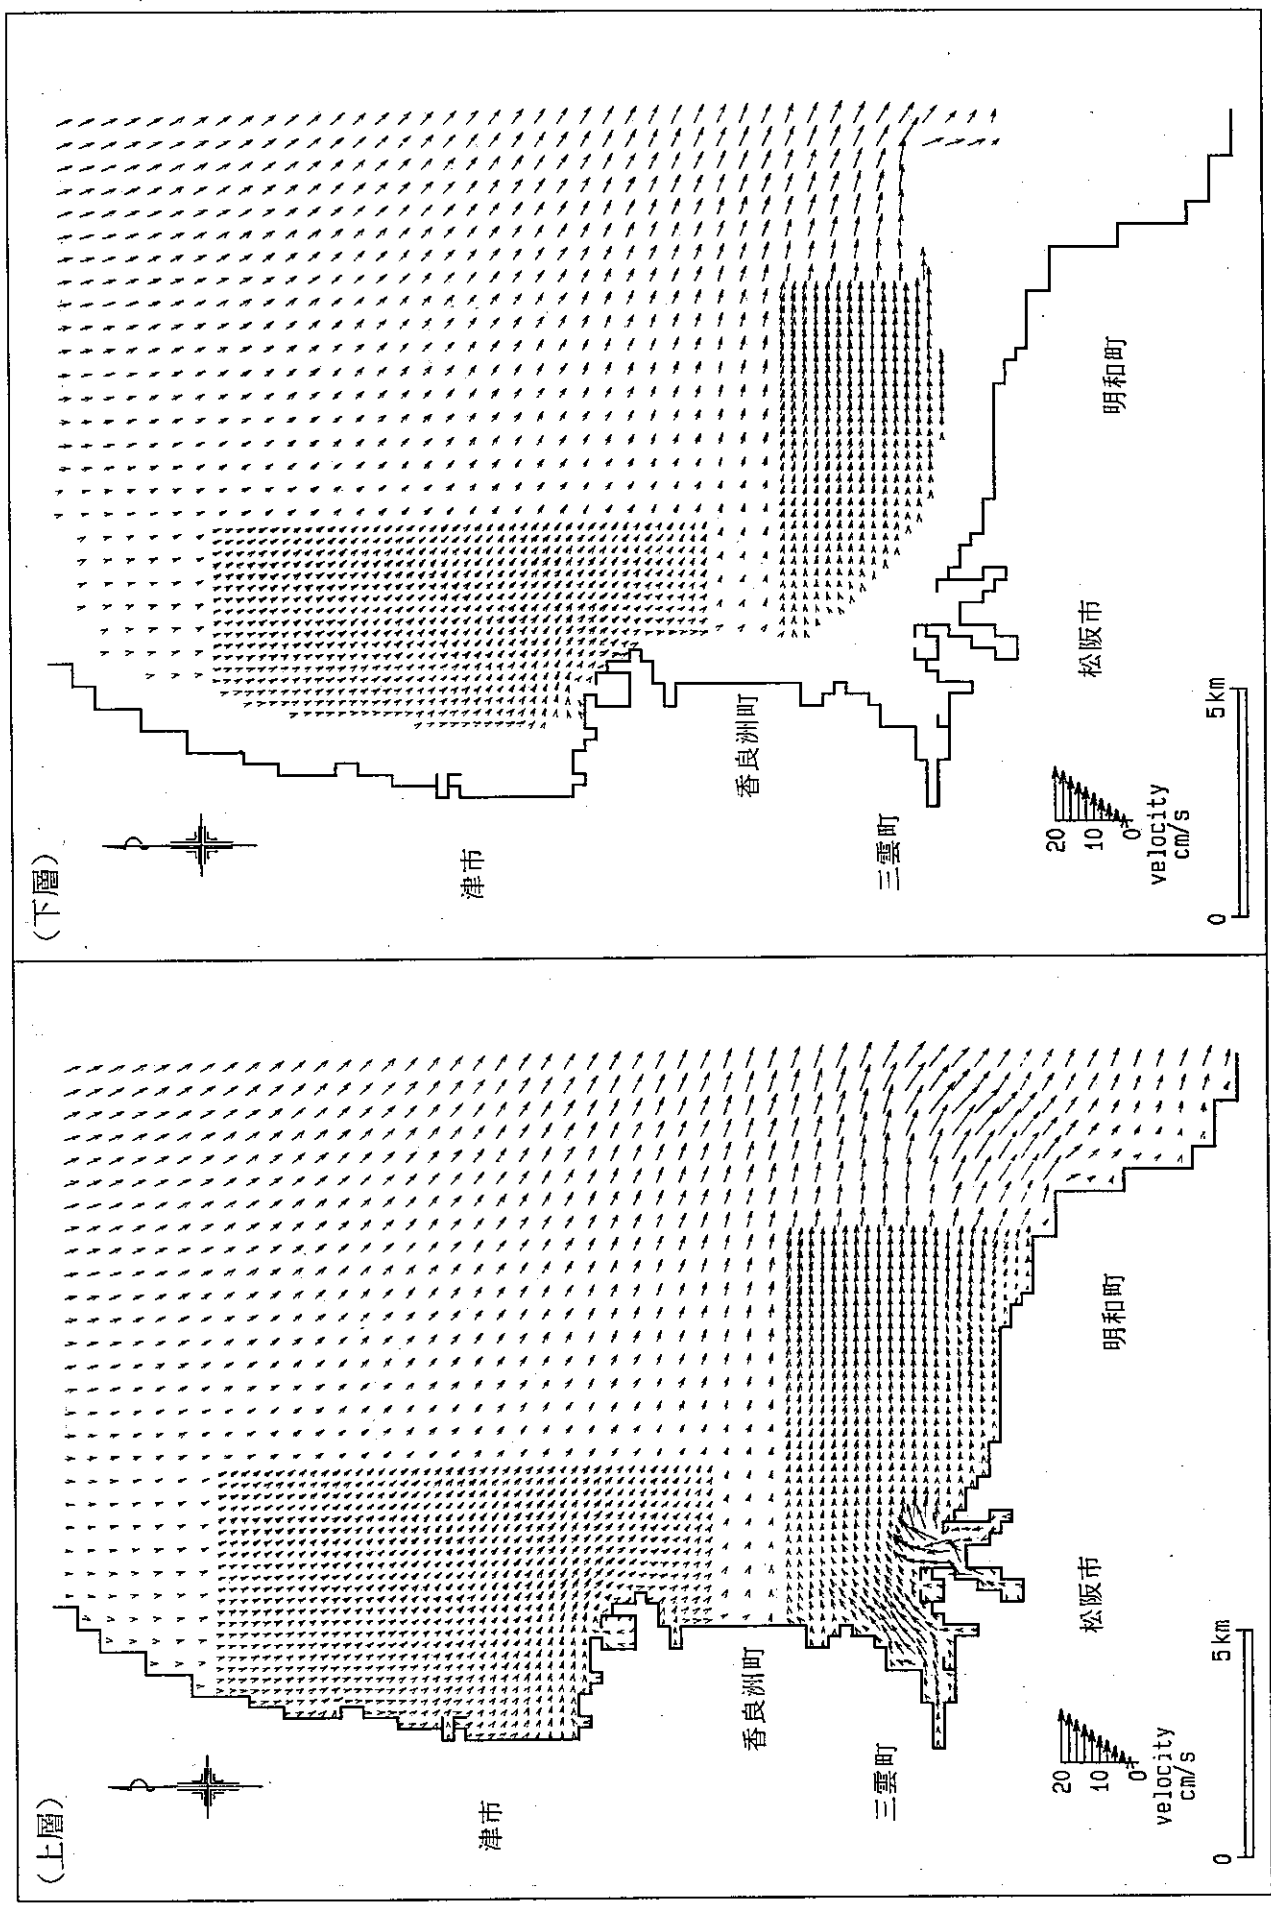 (上層)
津市
香良洲町
三雲町
松阪市
明和町
20
10
0
velocity
cm/s
0 5km
(下層)
津市
香良洲町
三雲町
松阪市
明和町
20
10
0
velocity
cm/s
0 5km